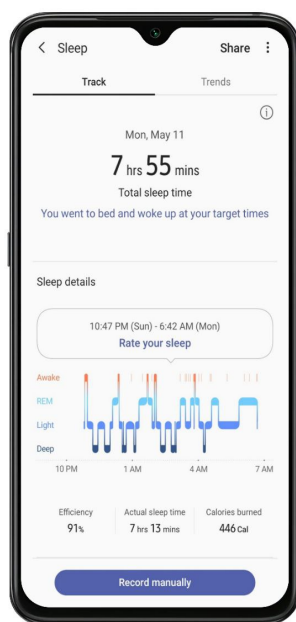 Sleep
Share
Track
Trends
Mon, May 11
7 hrs 55 mins
Total sleep time
You went to bed and woke up at your target times
Sleep details
10:47 PM (Sun) - 6:42 AM (Mon)
Rate your sleep
Awake
REM
Light
Deep
10 PM 1 AM 4 AM 7 AM
Efficiency Actual sleep time Calories burned
91% 7 hrs 13 mins 446 Cal
Record manually